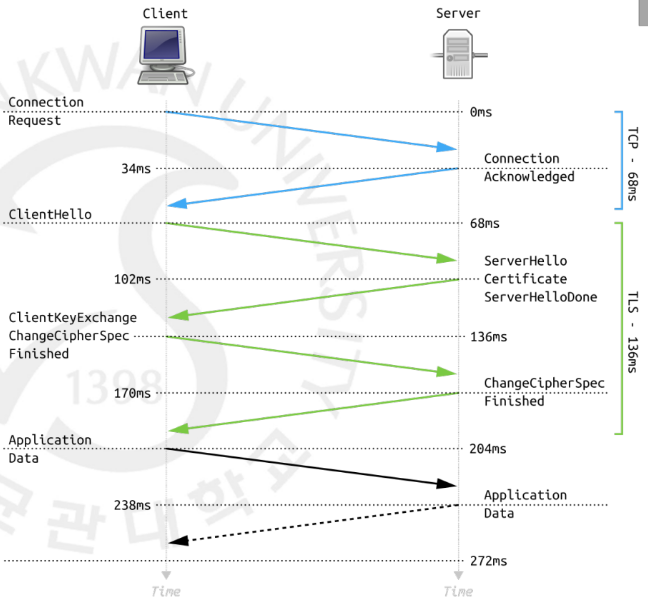 Client
Server
Connection
Request
0ms
34ms
Connection
Acknowledged
TCP - 68ms
ClientHello
68ms
ServerHello
102ms
Certificate
ServerHelloDone
ClientKeyExchange
ChangeCipherSpec
Finished
136ms
TLS - 136ms
170ms
ChangeCipherSpec
Finished
Application
Data
204ms
238ms
Application
Data
272ms
Time
Time
KWAN UNIVERSITY
1398
관대학교